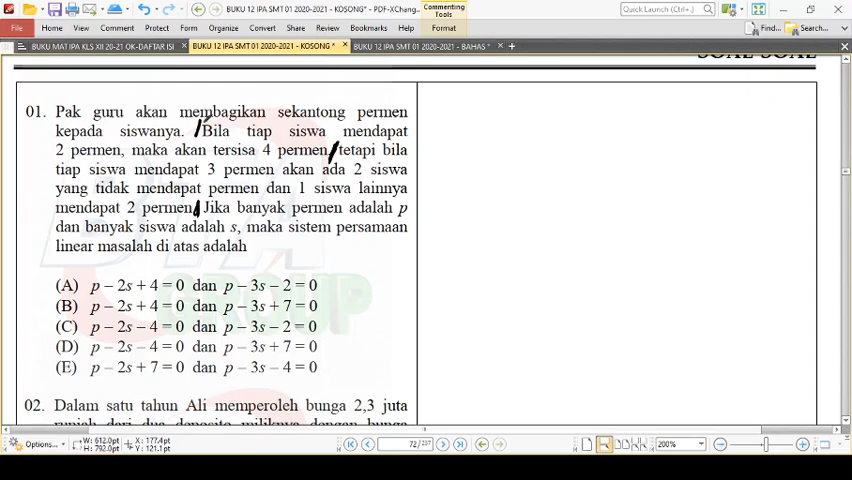 BUKU 12 IPA SMT 01 2020-2021 - KOSONG* - PDF-XChang...
Commenting Tools
Quick Launch (Ctrl+.)
File Home View Comment Protect Form Organize Convert Share Review Bookmarks Help Format Find... Search...
BUKU MAT IPA KLS XII 20-21 OK-DAFTAR ISI BUKU 12 IPA SMT 01 2020-2021 - KOSONG * BUKU 12 IPA SMT 01 2020-2021 - BAHAS *
01. Pak guru akan membagikan sekantong permen
kepada siswanya. Bila tiap siswa mendapat
2 permen, maka akan tersisa 4 permen, tetapi bila
tiap siswa mendapat 3 permen akan ada 2 siswa
yang tidak mendapat permen dan 1 siswa lainnya
mendapat 2 permen. Jika banyak permen adalah p
dan banyak siswa adalah s, maka sistem persamaan
linear masalah di atas adalah
(A) p – 2s + 4 = 0 dan p – 3s – 2 = 0
(B) p – 2s + 4 = 0 dan p – 3s + 7 = 0
(C) p – 2s – 4 = 0 dan p – 3s – 2 = 0
(D) p – 2s – 4 = 0 dan p – 3s + 7 = 0
(E) p – 2s + 7 = 0 dan p – 3s – 4 = 0
GROUP
02. Dalam satu tahun Ali memperoleh bunga 2,3 juta
Options... W: 612.0pt H: 792.0pt X: 177.4pt Y: 121.1pt 72 / 237 200%